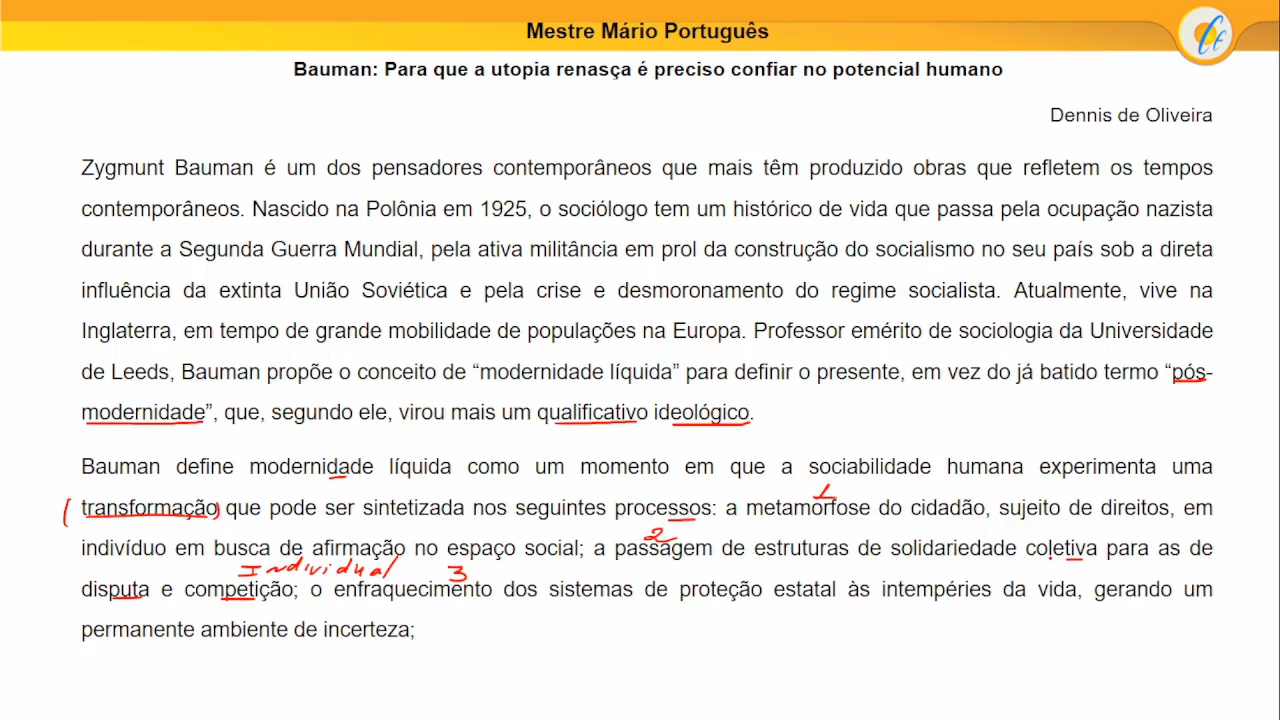 Mestre Mário Português
Bauman: Para que a utopia renasça é preciso confiar no potencial humano
Dennis de Oliveira
Zygmunt Bauman é um dos pensadores contemporâneos que mais têm produzido obras que refletem os tempos
contemporâneos. Nascido na Polônia em 1925, o sociólogo tem um histórico de vida que passa pela ocupação nazista
durante a Segunda Guerra Mundial, pela ativa militância em prol da construção do socialismo no seu país sob a direta
influência da extinta União Soviética e pela crise e desmoronamento do regime socialista. Atualmente, vive na
Inglaterra, em tempo de grande mobilidade de populações na Europa. Professor emérito de sociologia da Universidade
de Leeds, Bauman propõe o conceito de “modernidade líquida” para definir o presente, em vez do já batido termo “pós-
modernidade”, que, segundo ele, virou mais um qualificativo ideológico.
Bauman define modernidade líquida como um momento em que a sociabilidade humana experimenta uma
1
(transformação) que pode ser sintetizada nos seguintes processos: a metamorfose do cidadão, sujeito de direitos, em
2
indivíduo em busca de afirmação no espaço social; a passagem de estruturas de solidariedade coletiva para as de
Individual 3
disputa e competição; o enfraquecimento dos sistemas de proteção estatal às intempéries da vida, gerando um
permanente ambiente de incerteza;